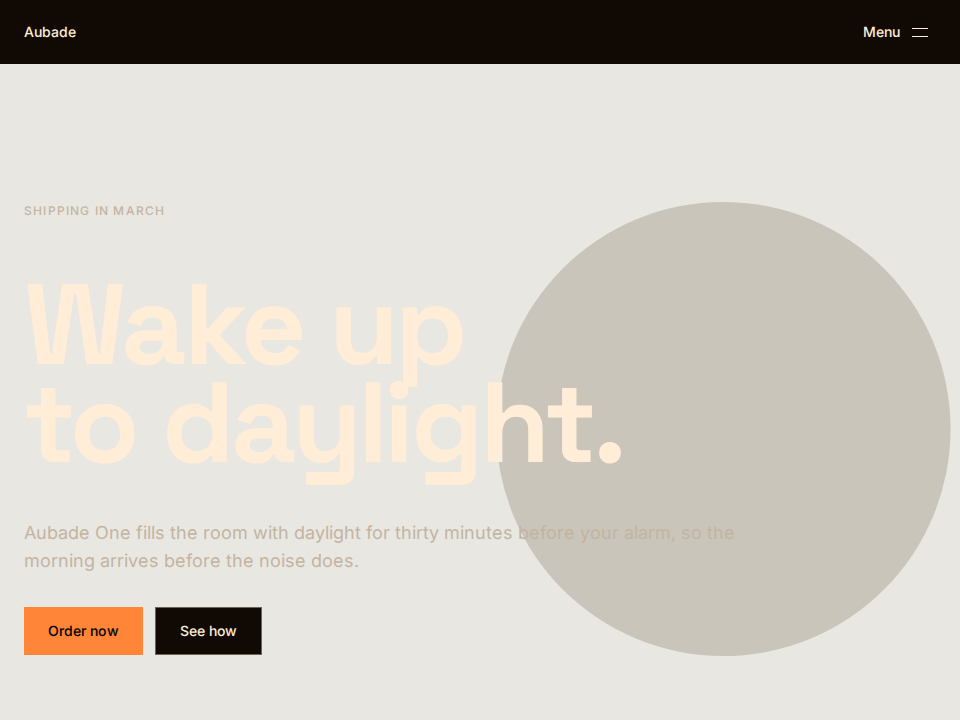 Aubade
Menu
SHIPPING IN MARCH
Wake up
to daylight.
Aubade One fills the room with daylight for thirty minutes before your alarm, so the
morning arrives before the noise does.
Order now
See how